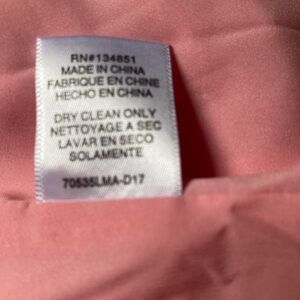 RN#134851
MADE IN CHINA
FABRIQUE EN CHINE
HECHO EN CHINA
DRY CLEAN ONLY
NETTOYAGE A SEC
LAVAR EN SECO
SOLAMENTE
70535LMA-D17